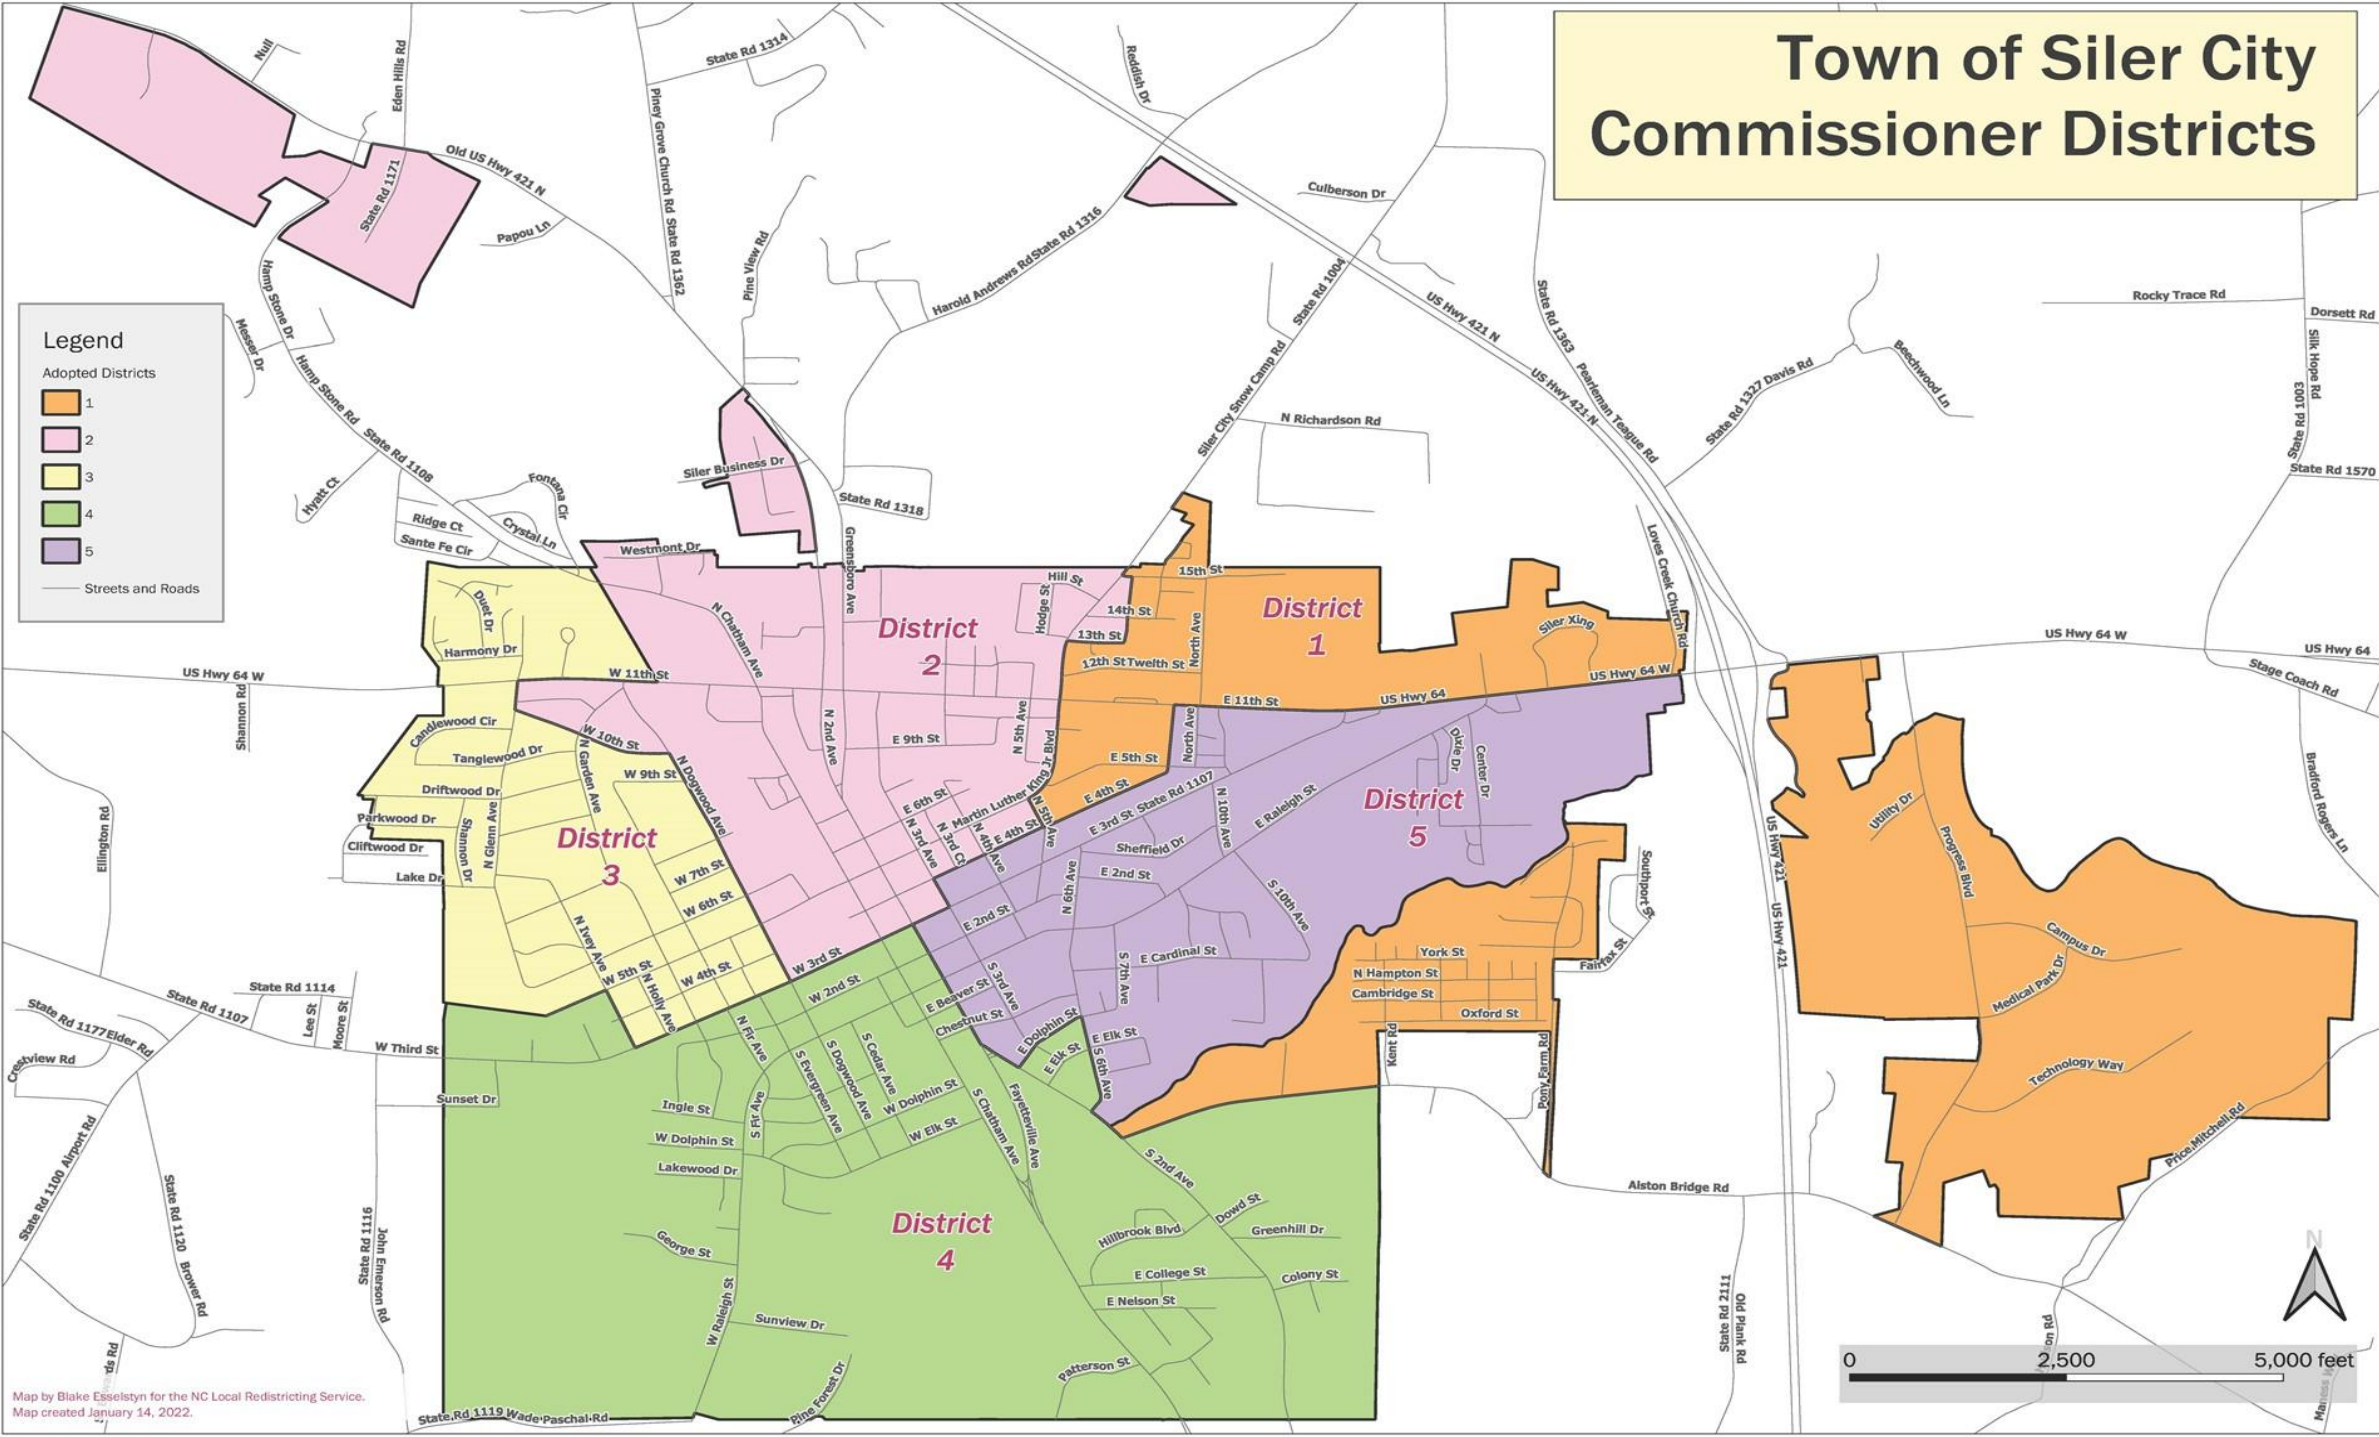 Town of Siler City
Commissioner Districts
Null
Eden Hills Rd
State Rd 1314
Reddish Dr
Piney Grove Church Rd State Rd 1362
Old US Hwy 421 N
State Rd 1171
Papou Ln
Pine View Rd
Culberson Dr
Harold Andrews Rd State Rd 1316
State Rd 1004
Siler City Snow Camp Rd
US Hwy 421 N
US Hwy 421 N
State Rd 1363
Pearleman Teague Rd
Rocky Trace Rd
Dorsett Rd
Silk Hope Rd
State Rd 1003
State Rd 1570
State Rd 1327 Davis Rd
Beechwood Ln
Hamp Stone Dr
Messer Dr
Hamp Stone Rd
State Rd 1108
Legend
Adopted Districts
1
2
3
4
5
Streets and Roads
N Richardson Rd
Siler Business Dr
State Rd 1318
Hyatt Ct
Fontana Cir
Ridge Ct
Crystal Ln
Sante Fe Cir
Westmont Dr
Greensboro Ave
Loves Creek Church Rd
15th St
Hill St
Hodge St
14th St
13th St
12th St Twelth St
North Ave
District
1
Siler Xing
US Hwy 64 W
US Hwy 64 W
US Hwy 64
Stage Coach Rd
Duet Dr
Harmony Dr
N Chatham Ave
District
2
US Hwy 64 W
Shannon Rd
W 11th St
E 11th St
US Hwy 64
Candlewood Cir
Tanglewood Dr
W 10th St
N Garden Ave
N 2nd Ave
E 9th St
N 5th Ave
North Ave
Dixie Dr
Center Dr
Bradford Rogers Ln
Driftwood Dr
W 9th St
N Dogwood Ave
E 5th St
E 4th St
Martin Luther King Jr Blvd
N 5th Ave
E 6th St
E 4th St
E 3rd St State Rd 1107
N 10th Ave
E Raleigh St
District
5
Utility Dr
Progress Blvd
US Hwy 421
US Hwy 421
Ellington Rd
Parkwood Dr
Shannon Dr
N Glenn Ave
Cliftwood Dr
Lake Dr
District
3
W 7th St
W 6th St
N 3rd Ave
N 3rd Ct
N 4th Ave
Sheffield Dr
E 2nd St
N 6th Ave
S 10th Ave
Southport St
Fairfax St
E 2nd St
N Ivey Ave
W 5th St
N Holly Ave
W 4th St
W 3rd St
W 2nd St
E Cardinal St
S 7th Ave
York St
N Hampton St
Cambridge St
Oxford St
Campus Dr
Medical Park Dr
State Rd 1114
State Rd 1107
Lee St
Moore St
State Rd 1177 Elder Rd
W Third St
N Fir Ave
E Beaver St
Chestnut St
S 3rd Ave
E Dolphin St
E Elk St
E Elk St
S 6th Ave
Kent Rd
Pony Farm Rd
Technology Way
Price Mitchell Rd
Sunset Dr
Ingle St
S Fir Ave
S Evergreen Ave
S Dogwood Ave
S Cedar Ave
W Dolphin St
W Elk St
S Chatham Ave
Fayetteville Ave
W Dolphin St
Lakewood Dr
S 2nd Ave
Alston Bridge Rd
State Rd 1100 Airport Rd
State Rd 1120
Brower Rd
State Rd 1116
John Emerson Rd
George St
District
4
Hillbrook Blvd
Dowd St
Greenhill Dr
E College St
Colony St
E Nelson St
W Raleigh St
Sunview Dr
Patterson St
Pine Forest Dr
State Rd 2111
Old Plank Rd
N
0
2,500
5,000 feet
Map by Blake Esselstyn for the NC Local Redistricting Service.
Map created January 14, 2022.
State Rd 1119 Wade Paschal Rd